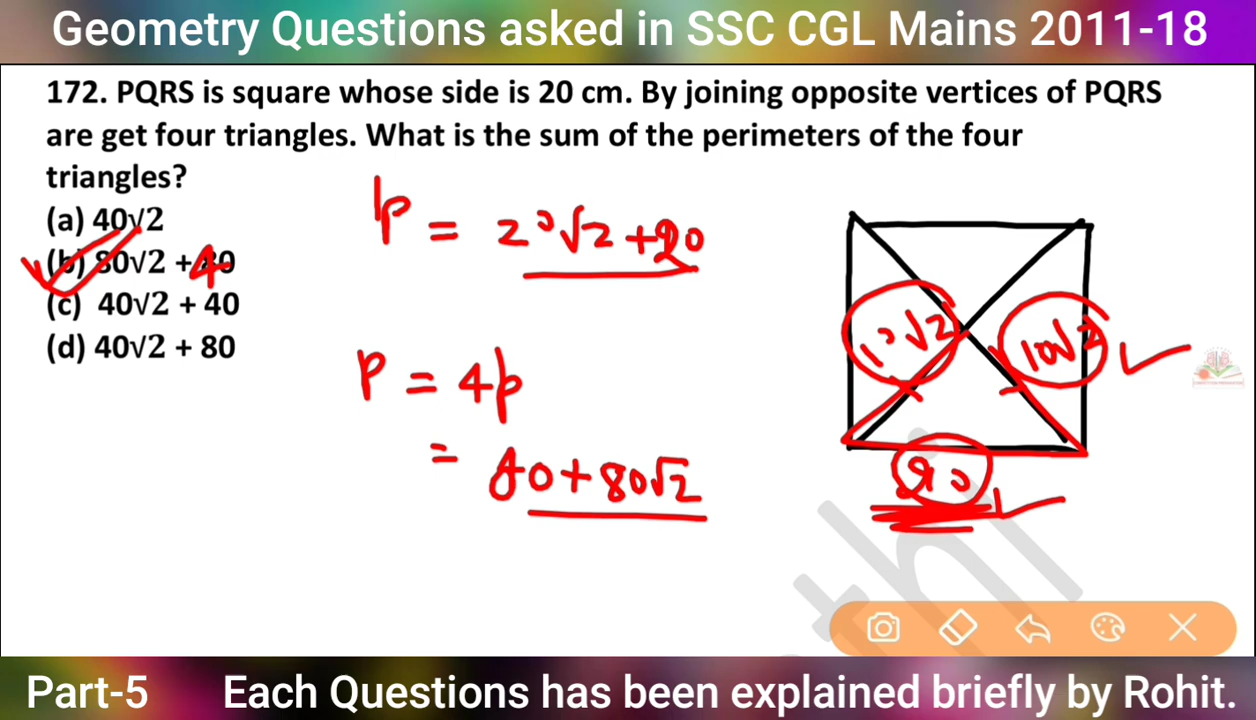 Geometry Questions asked in SSC CGL Mains 2011-18
172. PQRS is square whose side is 20 cm. By joining opposite vertices of PQRS
are get four triangles. What is the sum of the perimeters of the four
triangles?
(a) 40√2
(b) 80√2 + 40
(c) 40√2 + 40
(d) 40√2 + 80
p = 20√2 + 20
P = 4p
= 80 + 80√2
10√2
10√2
20
Part-5 Each Questions has been explained briefly by Rohit.